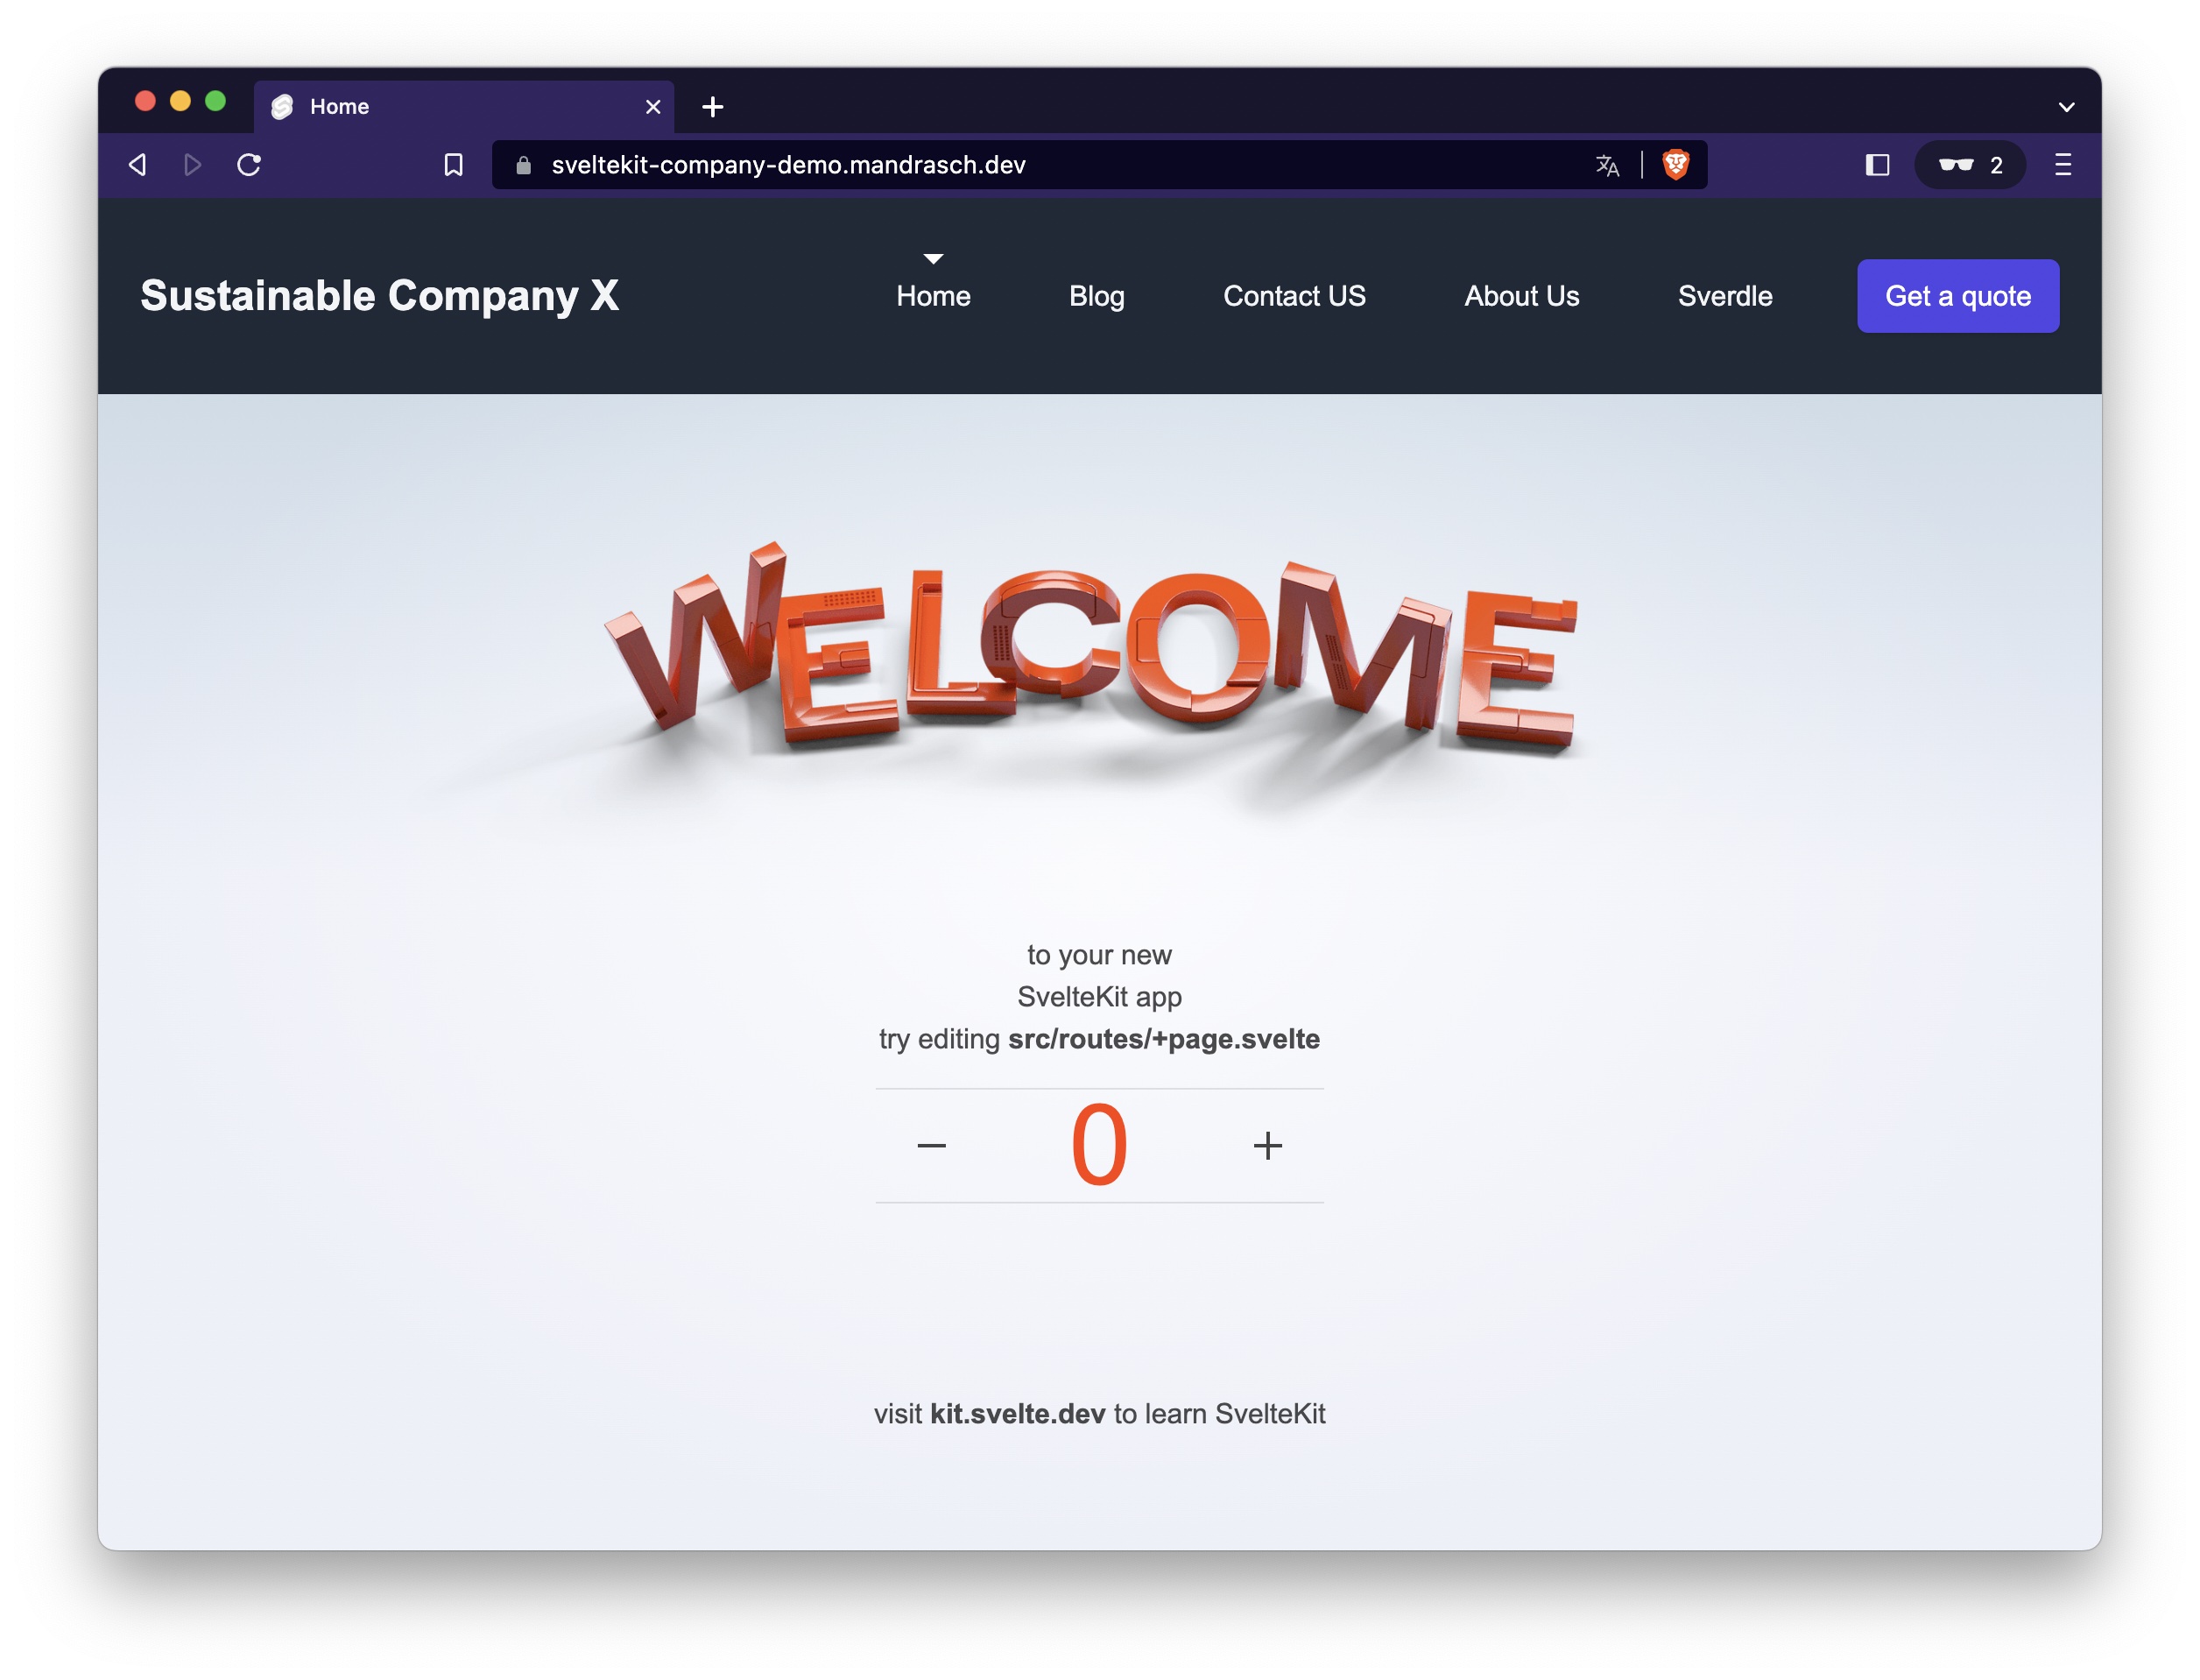 Home
sveltekit-company-demo.mandrasch.dev
2
Sustainable Company X
Home
Blog
Contact US
About Us
Sverdle
Get a quote
WELCOME
to your new
SvelteKit app
try editing src/routes/+page.svelte
− 0 +
visit kit.svelte.dev to learn SvelteKit